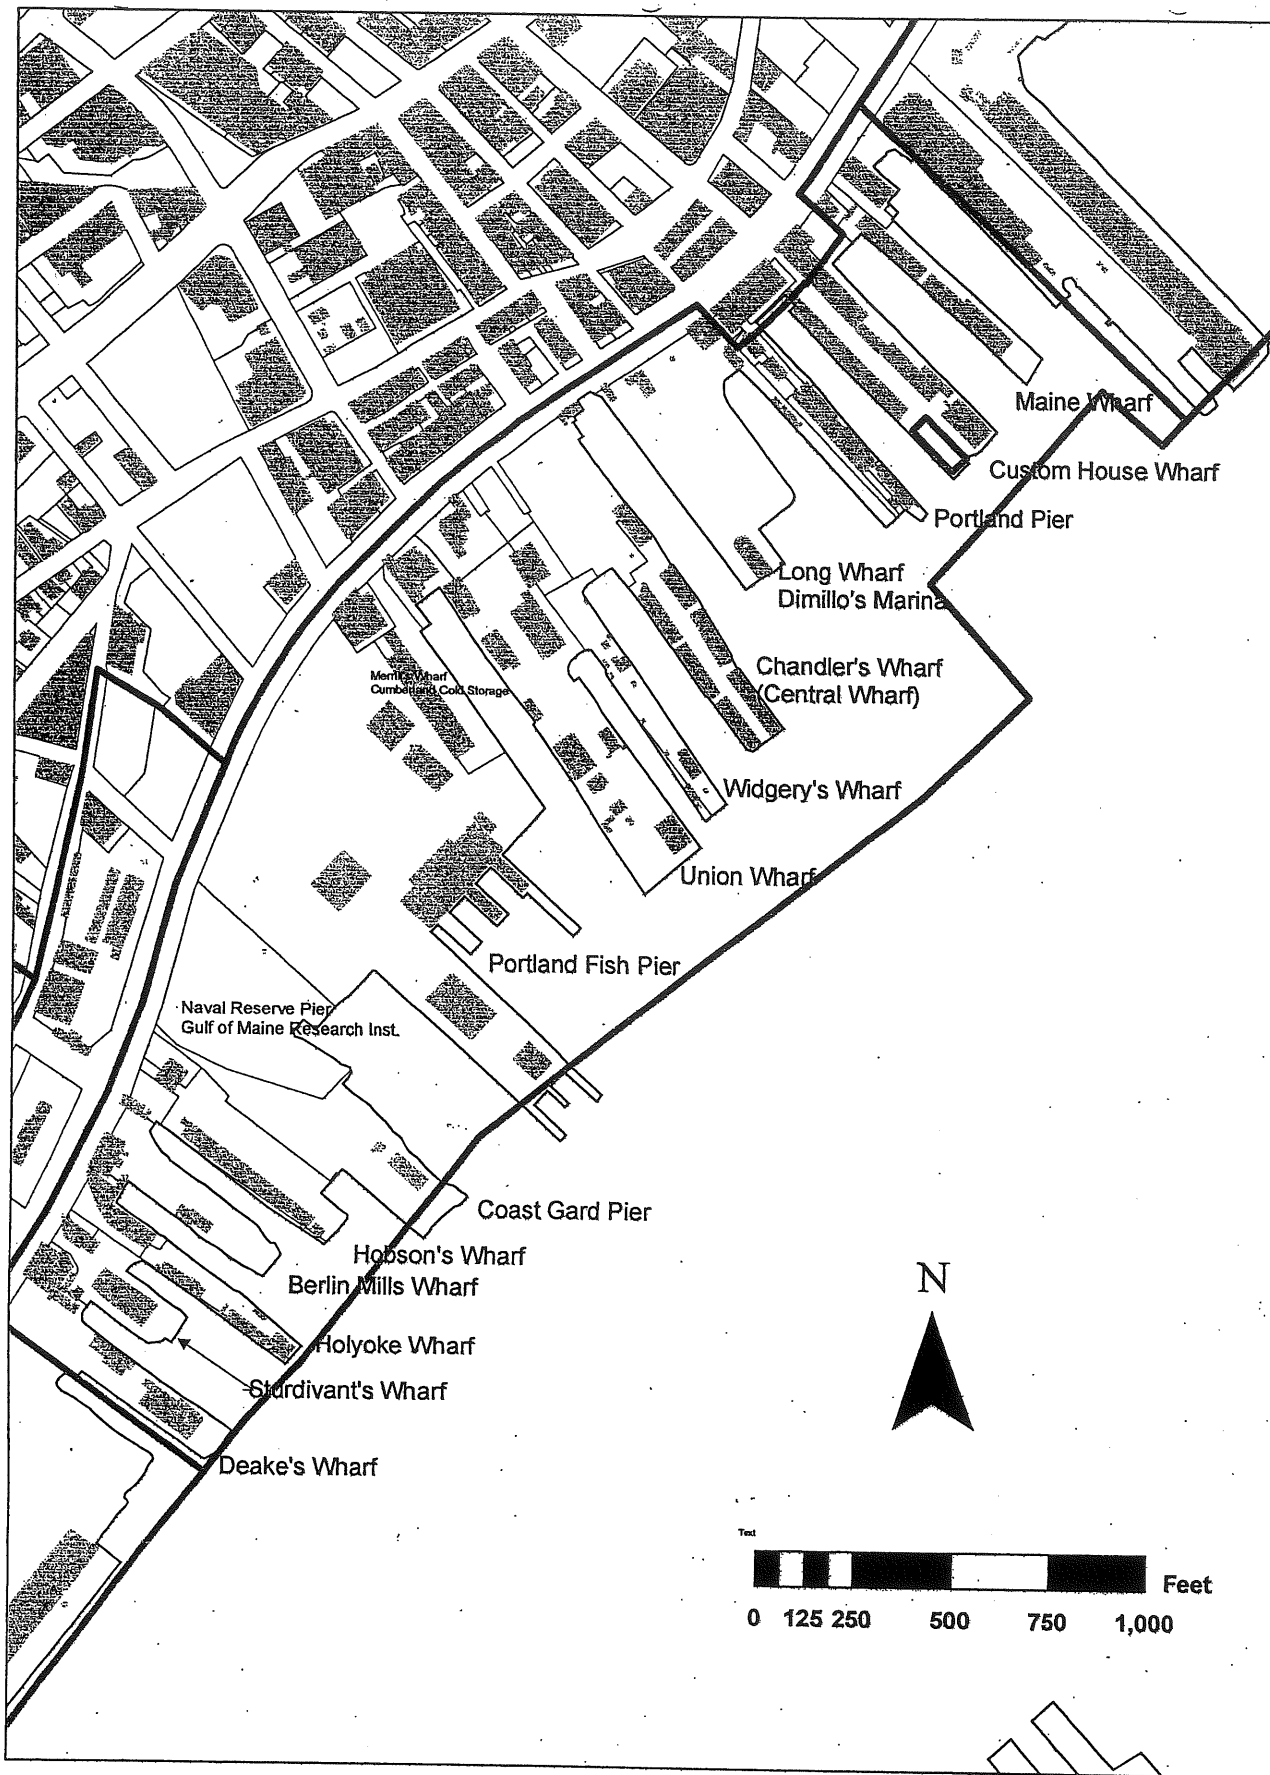 Maine Wharf
Custom House Wharf
Portland Pier
Long Wharf
Dimillo's Marina
Merrill's Wharf
Cumberland Cold Storage
Chandler's Wharf
(Central Wharf)
Widgery's Wharf
Union Wharf
Portland Fish Pier
Naval Reserve Pier
Gulf of Maine Research Inst.
Coast Gard Pier
Hobson's Wharf
Berlin Mills Wharf
Holyoke Wharf
Sturdivant's Wharf
Deake's Wharf
N
Text
Feet
0 125 250 500 750 1,000